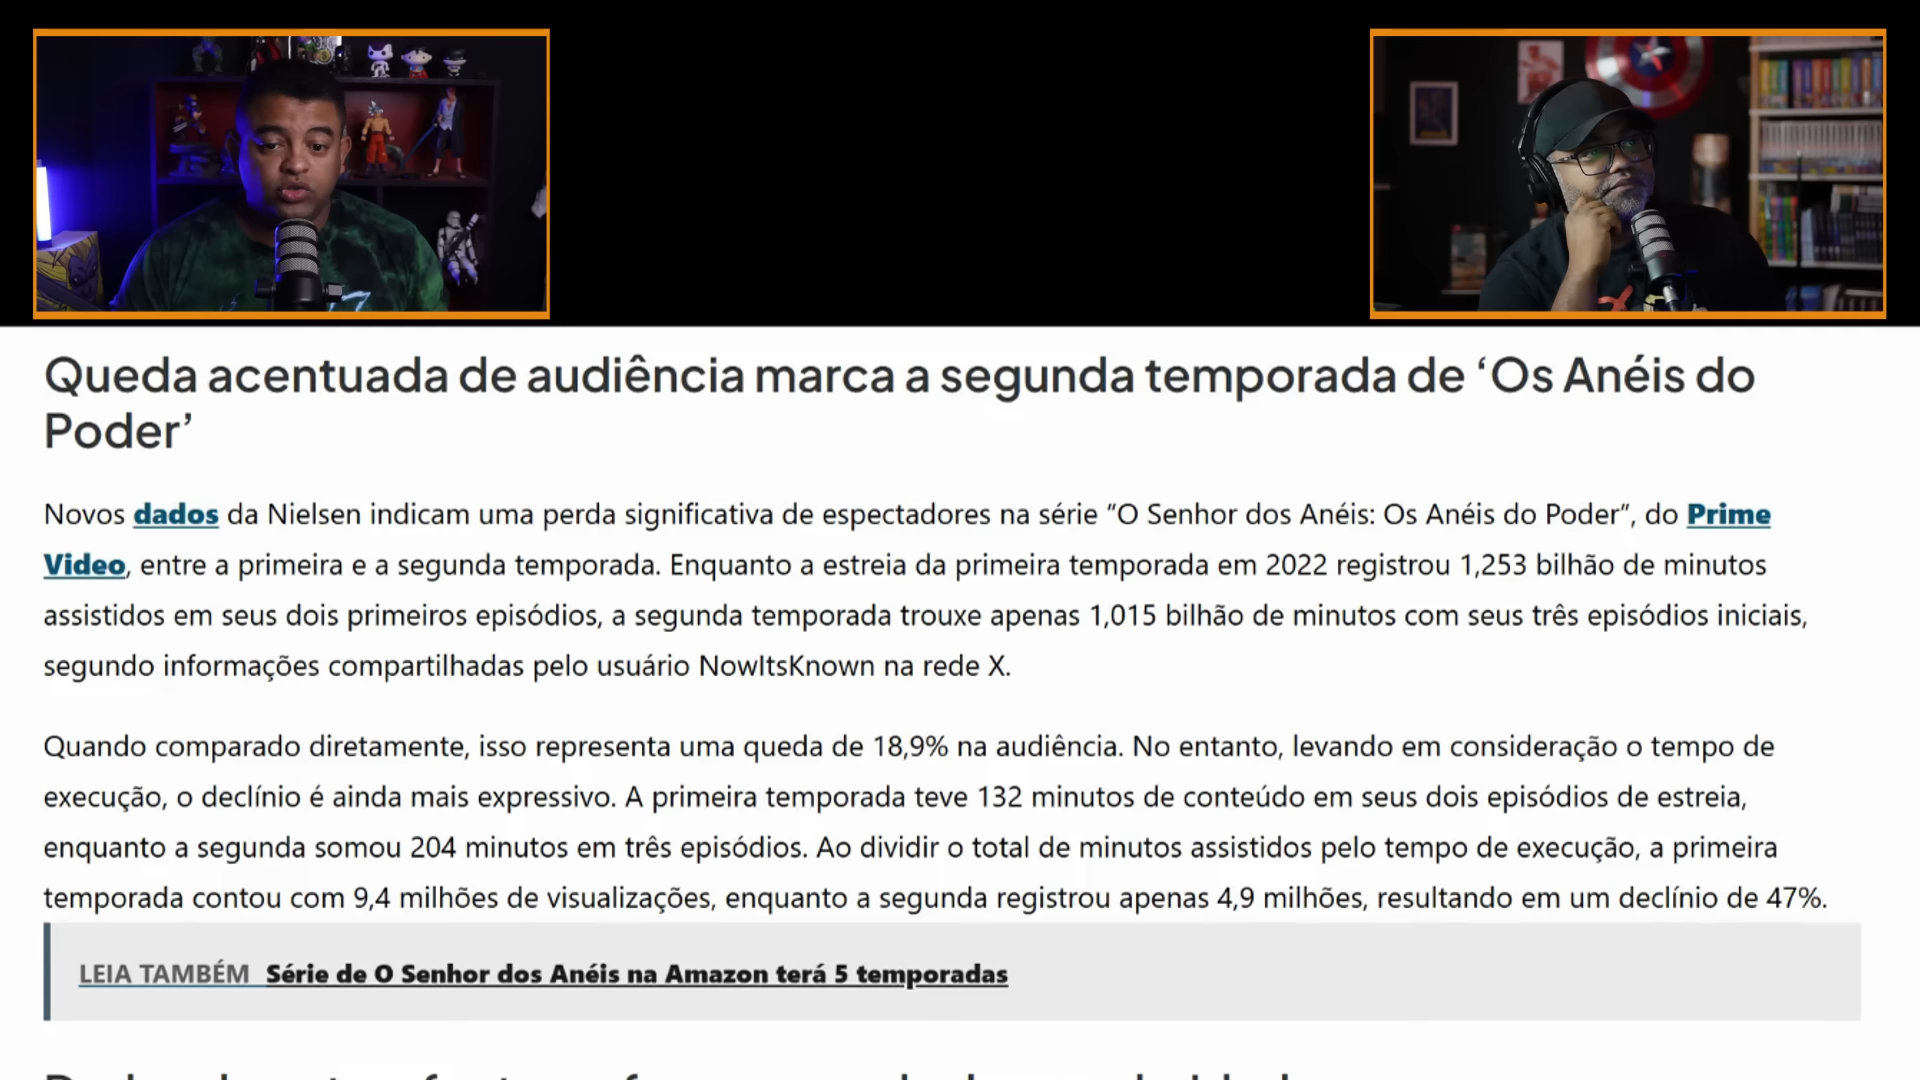 Queda acentuada de audiência marca a segunda temporada de ‘Os Anéis do
Poder’
Novos dados da Nielsen indicam uma perda significativa de espectadores na série “O Senhor dos Anéis: Os Anéis do Poder”, do Prime
Video, entre a primeira e a segunda temporada. Enquanto a estreia da primeira temporada em 2022 registrou 1,253 bilhão de minutos
assistidos em seus dois primeiros episódios, a segunda temporada trouxe apenas 1,015 bilhão de minutos com seus três episódios iniciais,
segundo informações compartilhadas pelo usuário NowItsKnown na rede X.
Quando comparado diretamente, isso representa uma queda de 18,9% na audiência. No entanto, levando em consideração o tempo de
execução, o declínio é ainda mais expressivo. A primeira temporada teve 132 minutos de conteúdo em seus dois episódios de estreia,
enquanto a segunda somou 204 minutos em três episódios. Ao dividir o total de minutos assistidos pelo tempo de execução, a primeira
temporada contou com 9,4 milhões de visualizações, enquanto a segunda registrou apenas 4,9 milhões, resultando em um declínio de 47%.
LEIA TAMBÉM Série de O Senhor dos Anéis na Amazon terá 5 temporadas